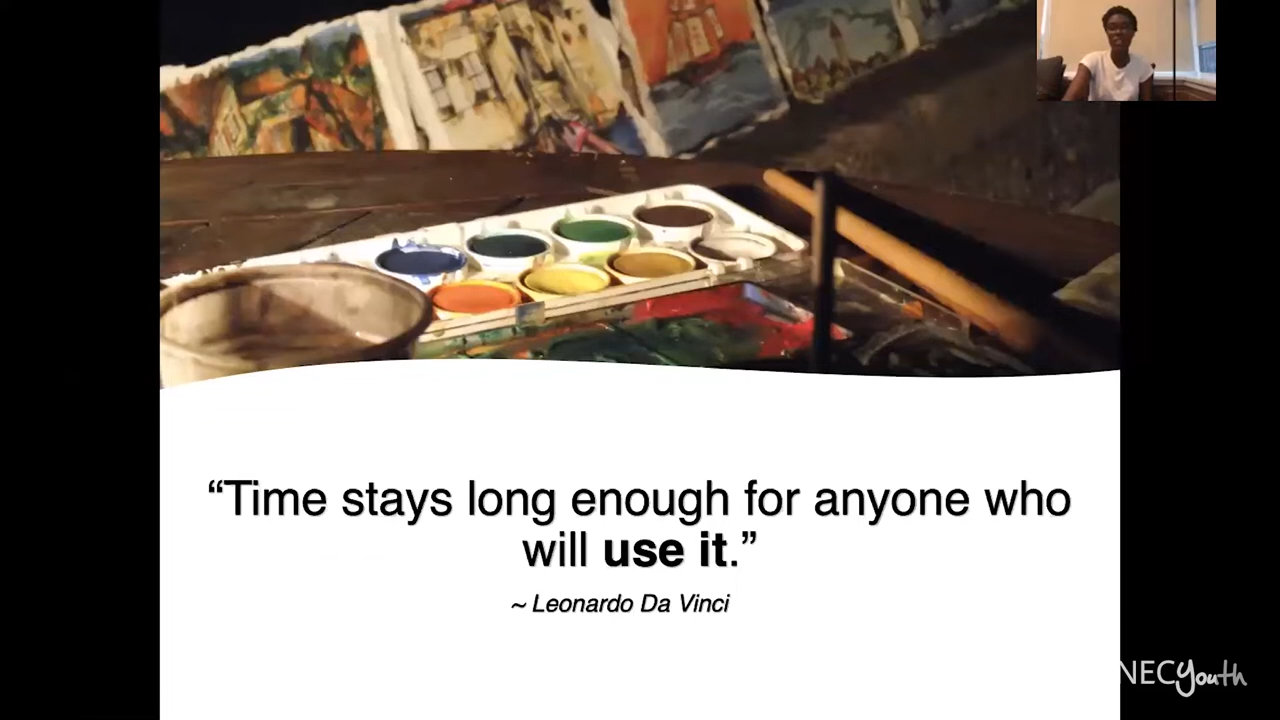 “Time stays long enough for anyone who
will use it.”
~ Leonardo Da Vinci
NECyouth